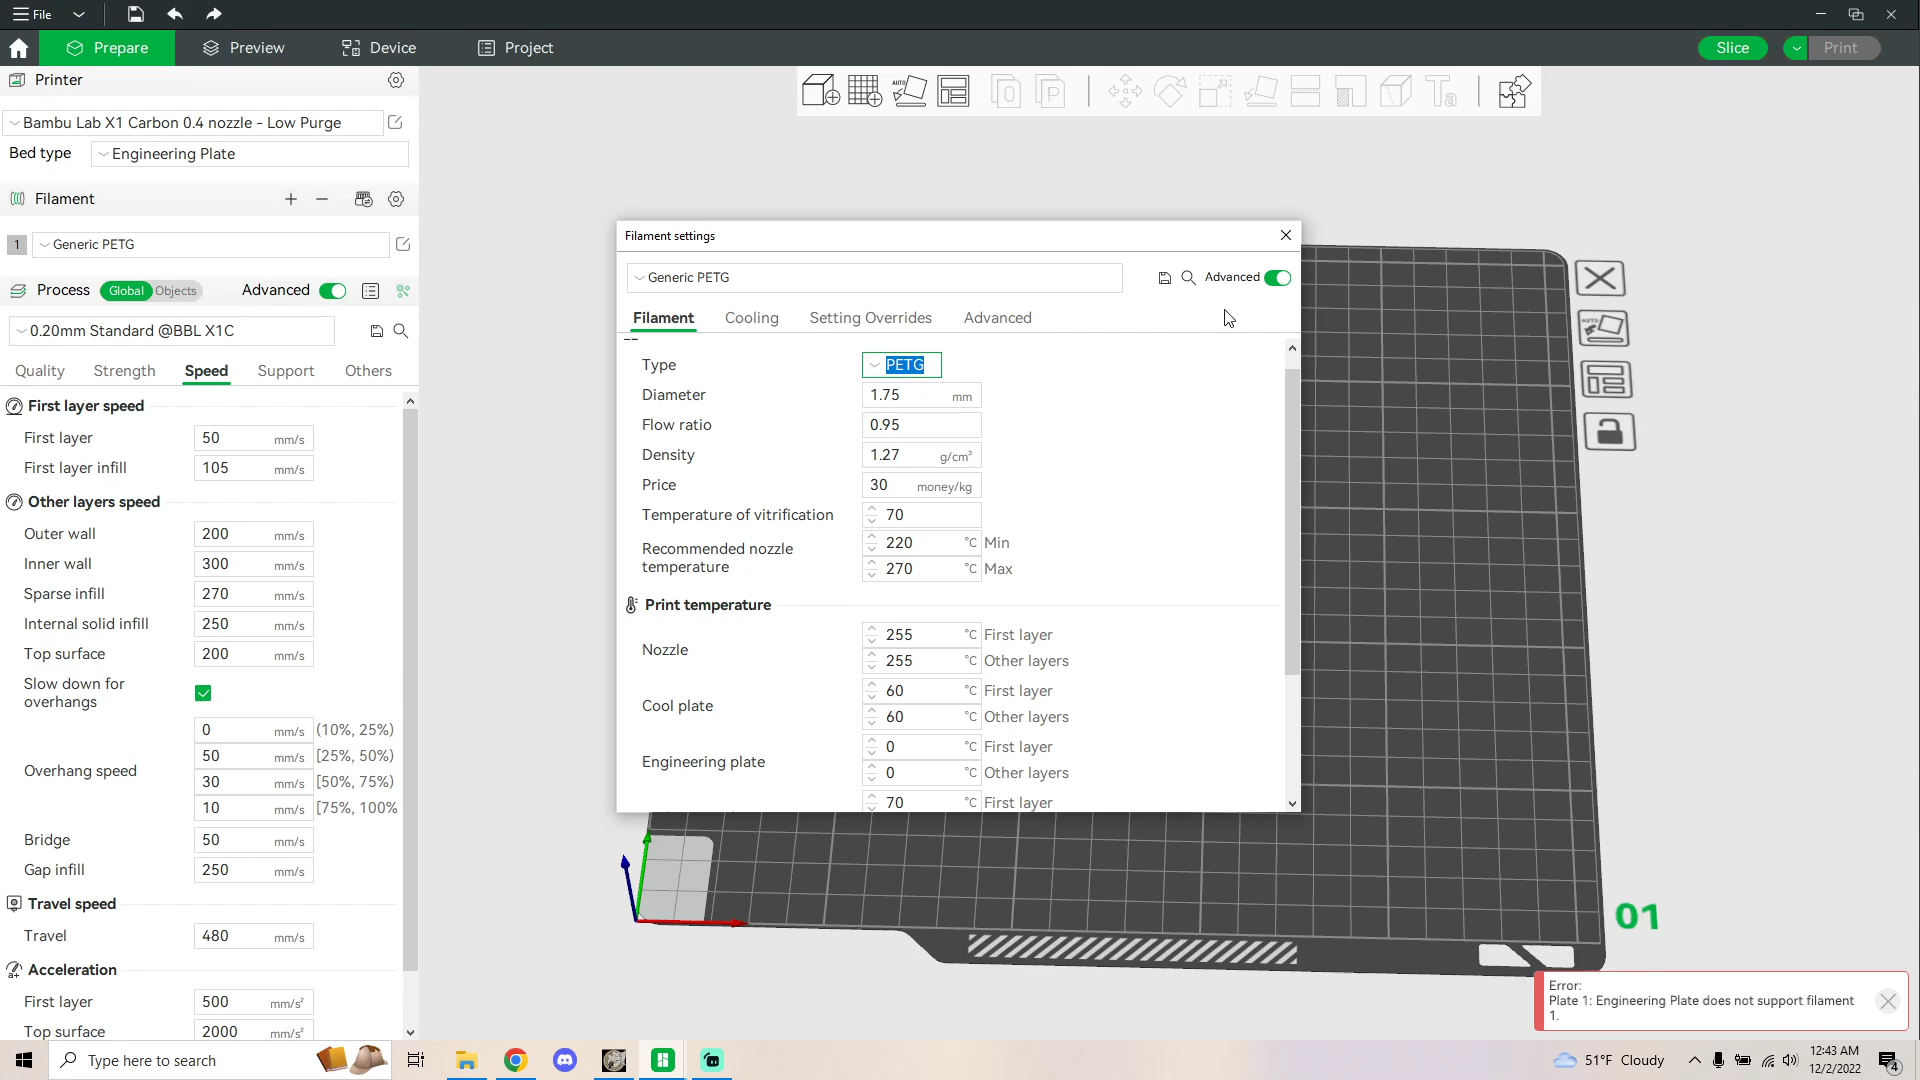 File
Prepare
Preview
Device
Project
Slice
Print
Printer
Bambu Lab X1 Carbon 0.4 nozzle - Low Purge
Bed type
Engineering Plate
Filament
1
Generic PETG
Process
Global
Objects
Advanced
0.20mm Standard @BBL X1C
Quality
Strength
Speed
Support
Others
First layer speed
First layer
50 mm/s
First layer infill
105 mm/s
Other layers speed
Outer wall
200 mm/s
Inner wall
300 mm/s
Sparse infill
270 mm/s
Internal solid infill
250 mm/s
Top surface
200 mm/s
Slow down for
overhangs
Overhang speed
0 mm/s (10%, 25%)
50 mm/s [25%, 50%)
30 mm/s [50%, 75%)
10 mm/s [75%, 100%
Bridge
50 mm/s
Gap infill
250 mm/s
Travel speed
Travel
480 mm/s
Acceleration
First layer
500 mm/s²
Top surface
2000 mm/s²
AUTO
O
P
T
Filament settings
Generic PETG
Advanced
Filament
Cooling
Setting Overrides
Advanced
Type
PETG
Diameter
1.75 mm
Flow ratio
0.95
Density
1.27 g/cm³
Price
30 money/kg
Temperature of vitrification
70
Recommended nozzle
temperature
220 °C Min
270 °C Max
Print temperature
Nozzle
255 °C First layer
255 °C Other layers
Cool plate
60 °C First layer
60 °C Other layers
Engineering plate
0 °C First layer
0 °C Other layers
70 °C First layer
AUTO
01
Error:
Plate 1: Engineering Plate does not support filament
1.
Type here to search
51°F Cloudy
12:43 AM
12/2/2022
4